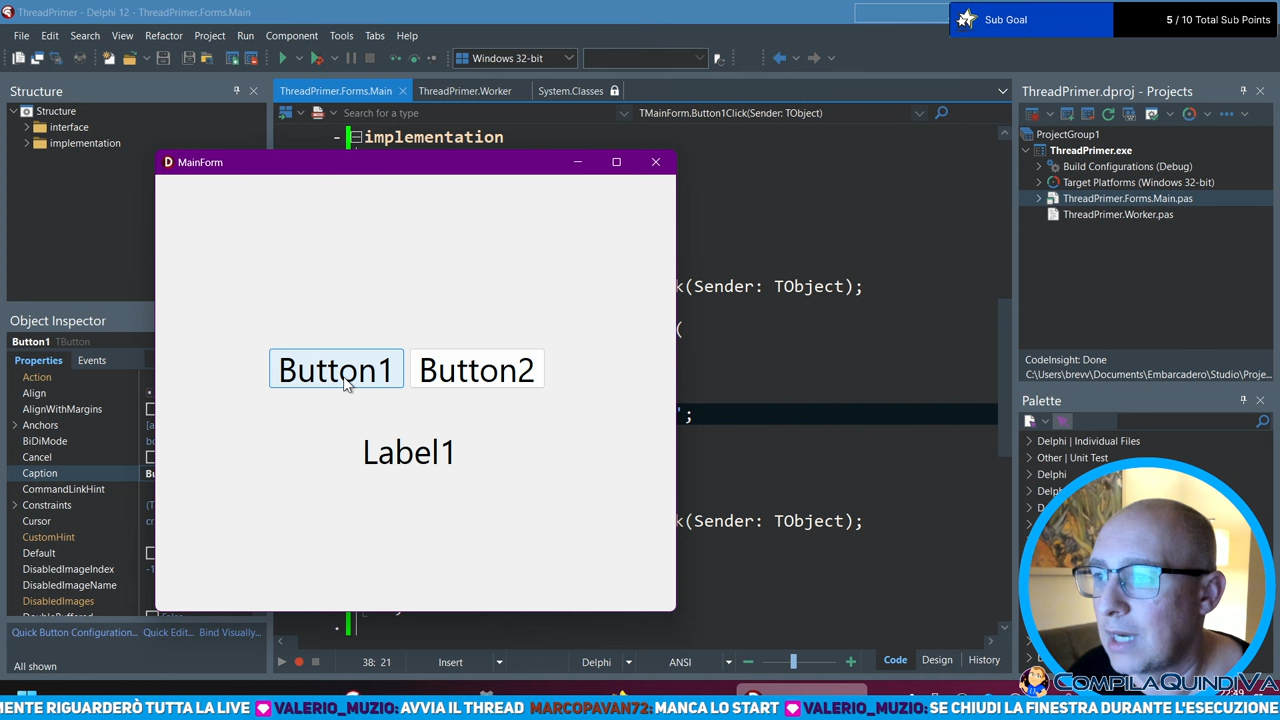 ThreadPrimer - Delphi 12 - ThreadPrimer.Forms.Main
Sub Goal
5 / 10 Total Sub Points
File Edit Search View Refactor Project Run Component Tools Tabs Help
Windows 32-bit
Structure
Structure
interface
implementation
ThreadPrimer.Forms.Main
ThreadPrimer.Worker
System.Classes
Search for a type
TMainForm.Button1Click(Sender: TObject)
implementation
MainForm
k(Sender: TObject);
(
Button1
Button2
';
Label1
k(Sender: TObject);
Object Inspector
Button1 TButton
Properties
Events
Action
Align
AlignWithMargins
Anchors
BiDiMode
Cancel
Caption
CommandLinkHint
Constraints
Cursor
CustomHint
Default
DisabledImageIndex
DisabledImageName
DisabledImages
Quick Button Configuration... Quick Edit... Bind Visually...
All shown
38: 21
Insert
Delphi
ANSI
Code
Design
History
ThreadPrimer.dproj - Projects
ProjectGroup1
ThreadPrimer.exe
Build Configurations (Debug)
Target Platforms (Windows 32-bit)
ThreadPrimer.Forms.Main.pas
ThreadPrimer.Worker.pas
CodeInsight: Done
C:\Users\brevv\Documents\Embarcadero\Studio\Proje...
Palette
Delphi | Individual Files
Other | Unit Test
Delphi
Delph
CompilaQuindiVa
MENTE RIGUARDERÒ TUTTA LA LIVE VALERIO_MUZIO: AVVIA IL THREAD MARCOPAVAN72: MANCA LO START VALERIO_MUZIO: SE CHIUDI LA FINESTRA DURANTE L'ESECUZIONE